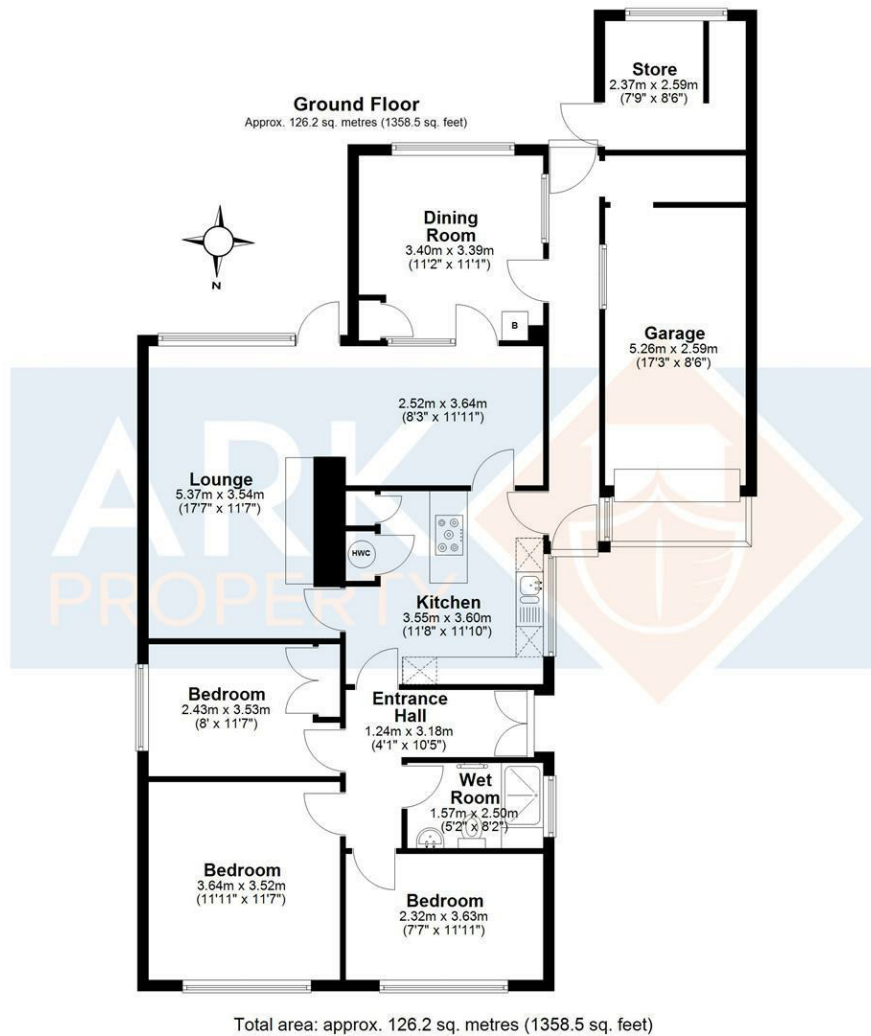 Ground Floor
Approx. 126.2 sq. metres (1358.5 sq. feet)
Store
2.37m x 2.59m
(7'9" x 8'6")
Dining
Room
3.40m x 3.39m
(11'2" x 11'1")
N
B
Garage
5.26m x 2.59m
(17'3" x 8'6")
2.52m x 3.64m
(8'3" x 11'11")
Lounge
5.37m x 3.54m
(17'7" x 11'7")
ARK
PROPERTY
HWC
Kitchen
3.55m x 3.60m
(11'8" x 11'10")
Bedroom
2.43m x 3.53m
(8' x 11'7")
Entrance
Hall
1.24m x 3.18m
(4'1" x 10'5")
Wet
Room
1.57m x 2.50m
(5'2" x 8'2")
Bedroom
3.64m x 3.52m
(11'11" x 11'7")
Bedroom
2.32m x 3.63m
(7'7" x 11'11")
Total area: approx. 126.2 sq. metres (1358.5 sq. feet)